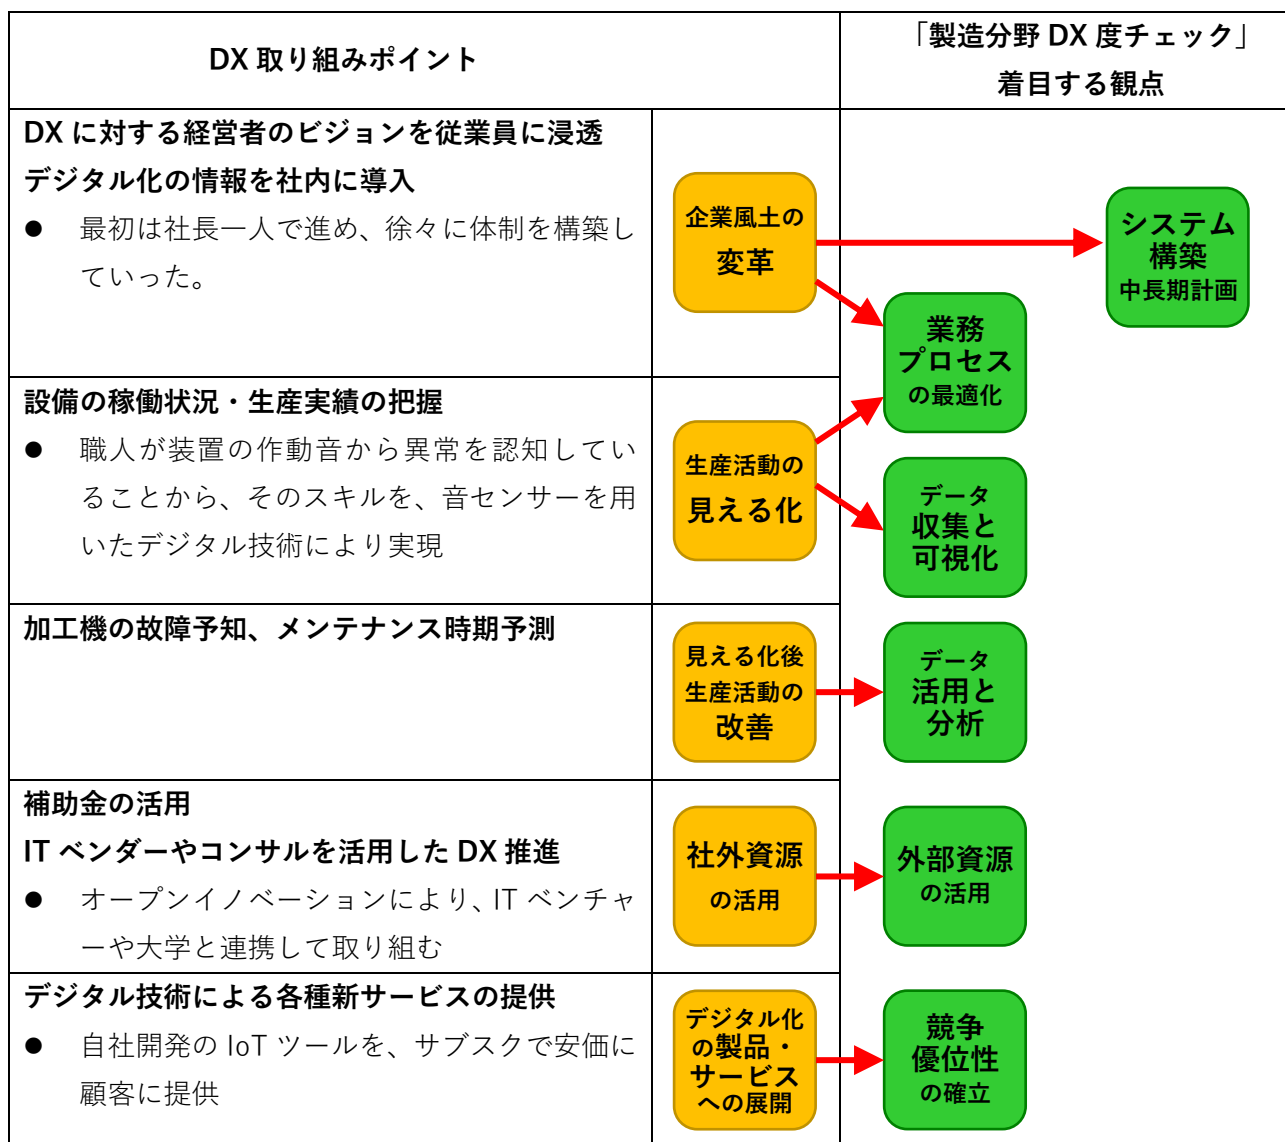 DX 取り組みポイント
「製造分野 DX 度チェック」
着目する観点
DX に対する経営者のビジョンを従業員に浸透
デジタル化の情報を社内に導入
● 最初は社長一人で進め、徐々に体制を構築し
ていった。
企業風土の
変革
システム
構築
中長期計画
業務
プロセス
の最適化
設備の稼働状況・生産実績の把握
● 職人が装置の作動音から異常を認知してい
ることから、そのスキルを、音センサーを用
いたデジタル技術により実現
生産活動の
見える化
データ
収集と
可視化
加工機の故障予知、メンテナンス時期予測
見える化後
生産活動の
改善
データ
活用と
分析
補助金の活用
IT ベンダーやコンサルを活用した DX 推進
● オープンイノベーションにより、IT ベンチャ
ーや大学と連携して取り組む
社外資源
の活用
外部資源
の活用
デジタル技術による各種新サービスの提供
● 自社開発の IoT ツールを、サブスクで安価に
顧客に提供
デジタル化
の製品・
サービス
への展開
競争
優位性
の確立